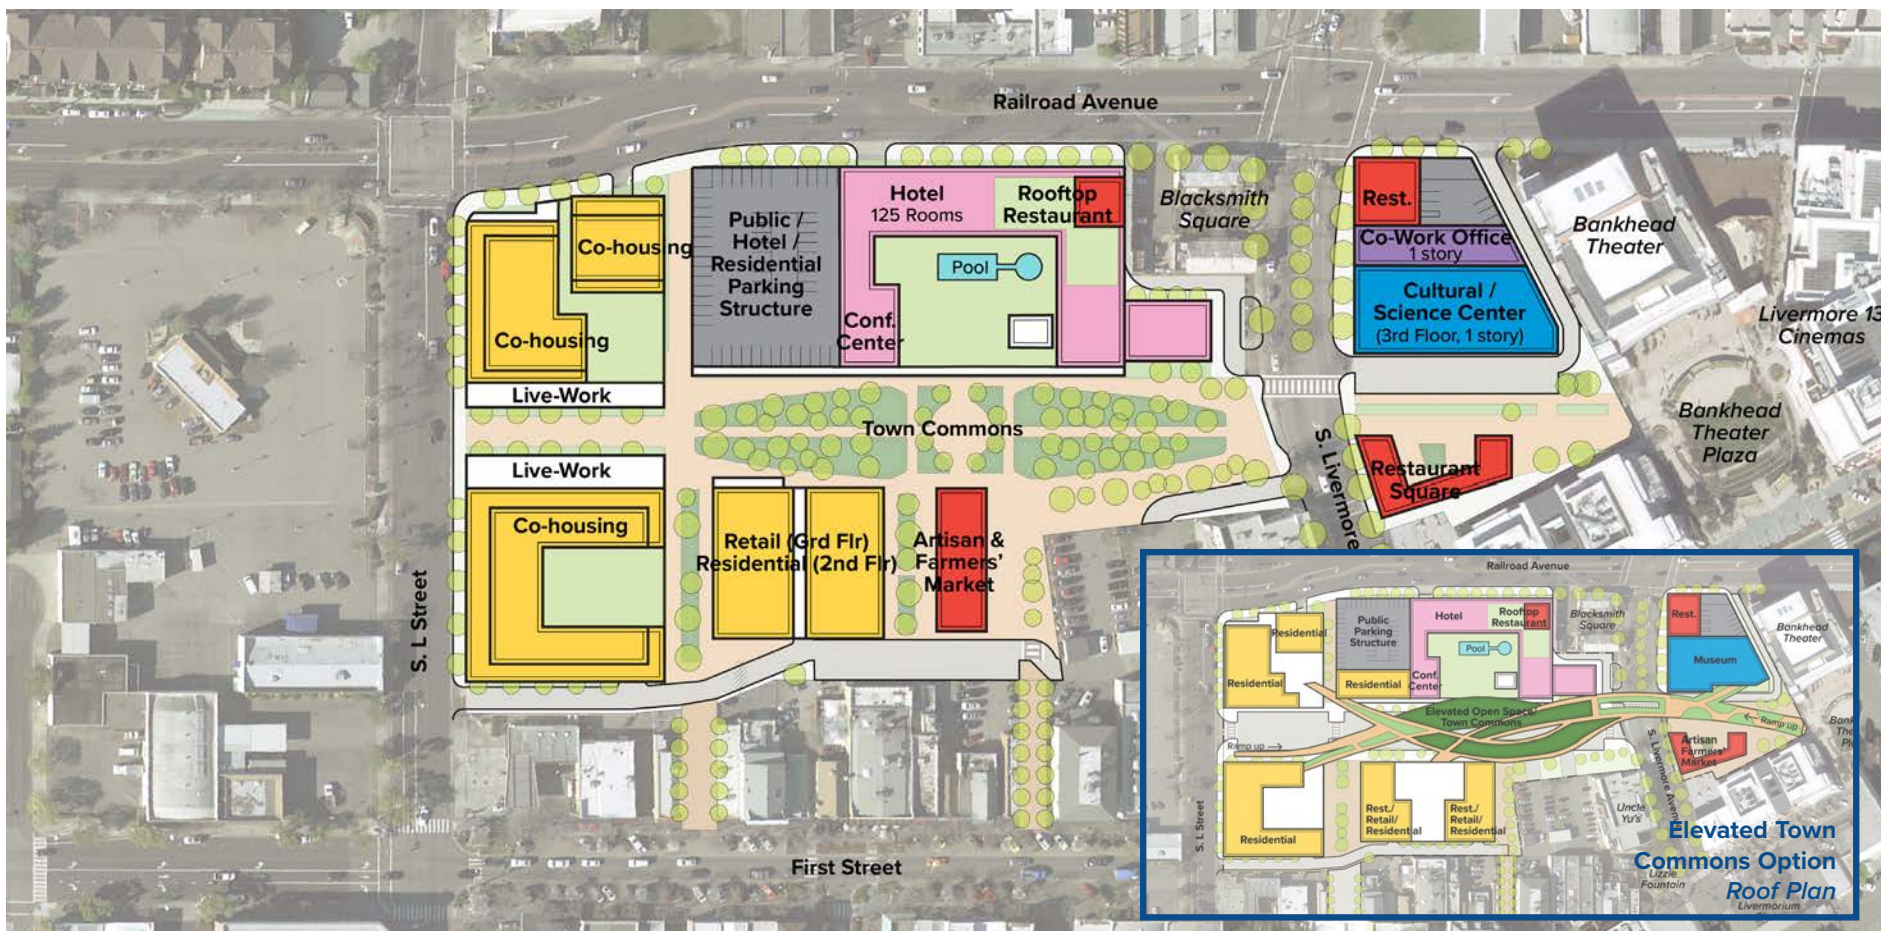 Railroad Avenue
Hotel
125 Rooms
Rooftop
Restaurant
Blacksmith
Square
Rest.
Bankhead
Theater
Public /
Hotel /
Residential
Parking
Structure
Co-housing
Co-Work Office
1 story
Pool
Cultural /
Science Center
(3rd Floor, 1 story)
Livermore 13
Cinemas
Conf.
Center
Co-housing
Live-Work
Town Commons
Bankhead
Theater
Plaza
Live-Work
Restaurant
Square
S. Livermore
Co-housing
Retail (Grd Flr)
Residential (2nd Flr)
Artisan &
Farmers'
Market
S. L Street
First Street
Railroad Avenue
Residential
Public
Parking
Structure
Hotel
Rooftop
Restaurant
Blacksmith
Square
Rest.
Bankhead
Theater
Pool
Museum
Residential
Residential
Conf.
Center
Elevated Open Space/
Town Commons
Ramp up
Ramp up
Artisan
Farmers'
Market
S. Livermore Avenue
S. L Street
Rest./
Retail/
Residential
Rest./
Retail/
Residential
Residential
Uncle
Yu's
Elevated Town
Commons Option
Roof Plan
Lizzie
Fountain
Livermorium